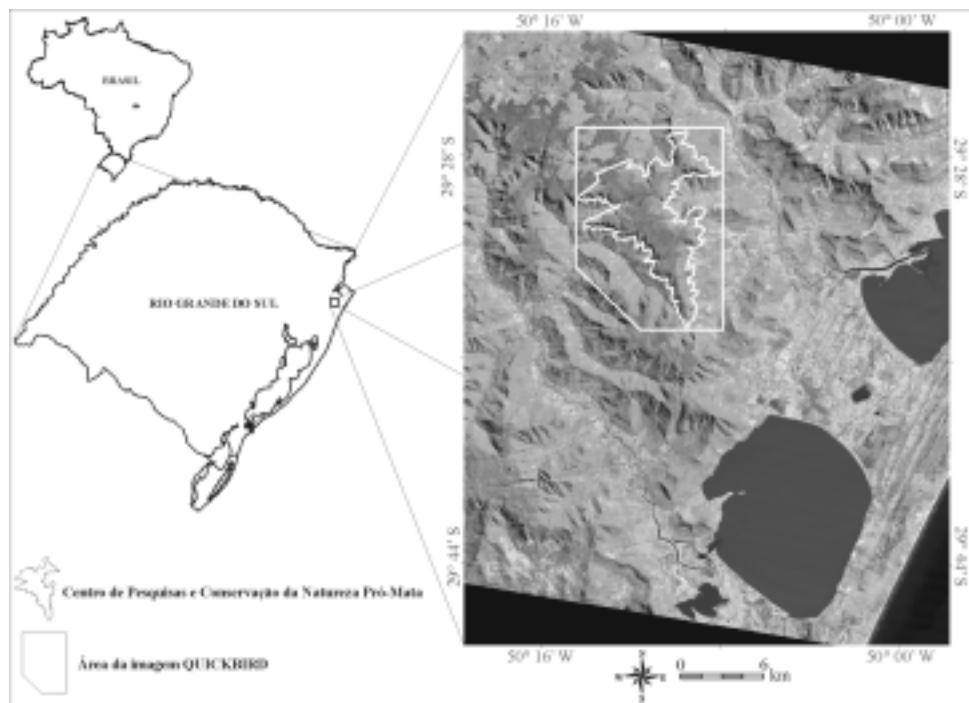 50° 16' W
50° 00' W
BRASIL
29° 28' S
29° 28' S
RIO GRANDE DO SUL
29° 44' S
29° 44' S
Centro de Pesquisas e Conservação da Natureza Pró-Mata
Área da imagem QUICKBIRD
50° 16' W
50° 00' W
N
W
E
S
0
6
km